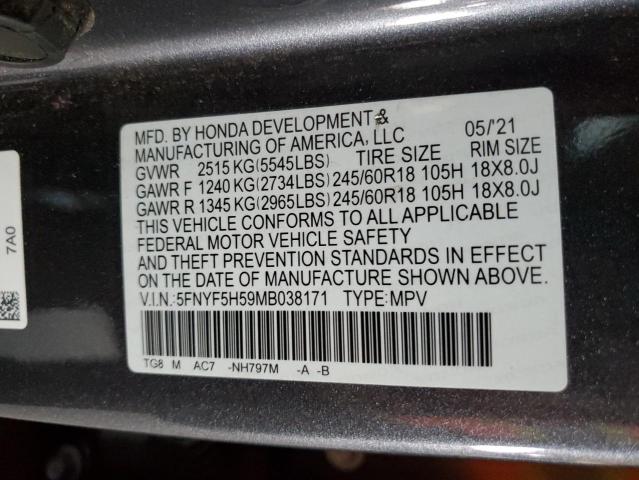 MFD. BY HONDA DEVELOPMENT &
MANUFACTURING OF AMERICA, LLC 05/'21
GVWR 2515 KG(5545LBS) TIRE SIZE RIM SIZE
GAWR F 1240 KG(2734LBS) 245/60R18 105H 18X8.0J
GAWR R 1345 KG(2965LBS) 245/60R18 105H 18X8.0J
THIS VEHICLE CONFORMS TO ALL APPLICABLE
FEDERAL MOTOR VEHICLE SAFETY
AND THEFT PREVENTION STANDARDS IN EFFECT
ON THE DATE OF MANUFACTURE SHOWN ABOVE.
V.I.N.:5FNYF5H59MB038171 TYPE:MPV
TG8 M AC7 -NH797M -A -B
7A0